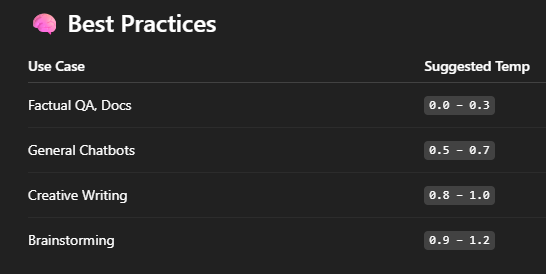 🧠 Best Practices
Use Case Suggested Temp
Factual QA, Docs 0.0 – 0.3
General Chatbots 0.5 – 0.7
Creative Writing 0.8 – 1.0
Brainstorming 0.9 – 1.2